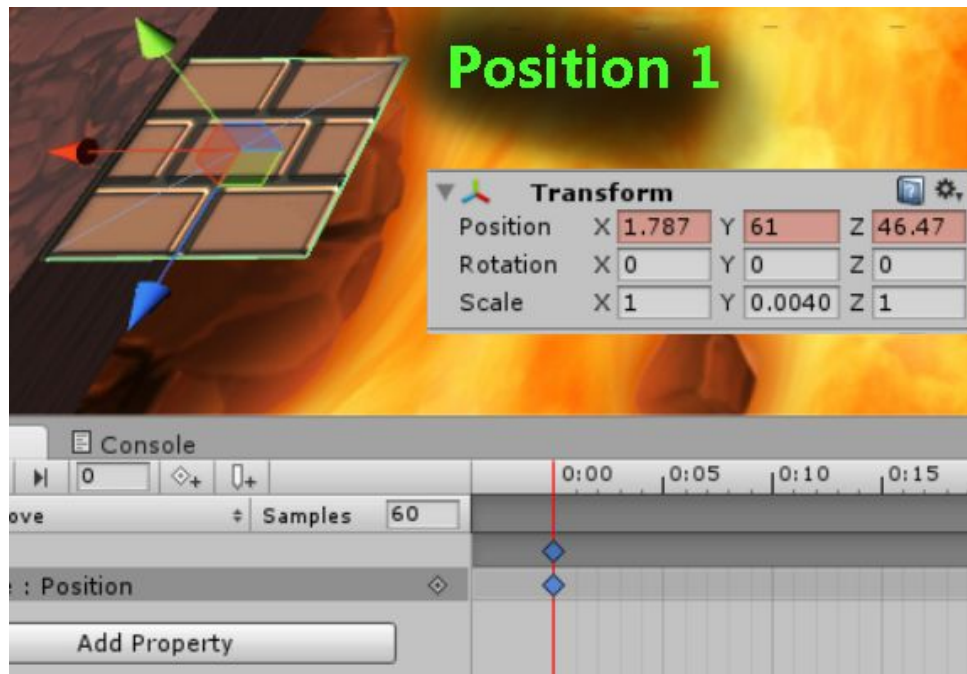 Position 1
Transform
Position X 1.787 Y 61 Z 46.47
Rotation X 0 Y 0 Z 0
Scale X 1 Y 0.0040 Z 1
Console
0 0:00 0:05 0:10 0:15
ove Samples 60
: Position
Add Property